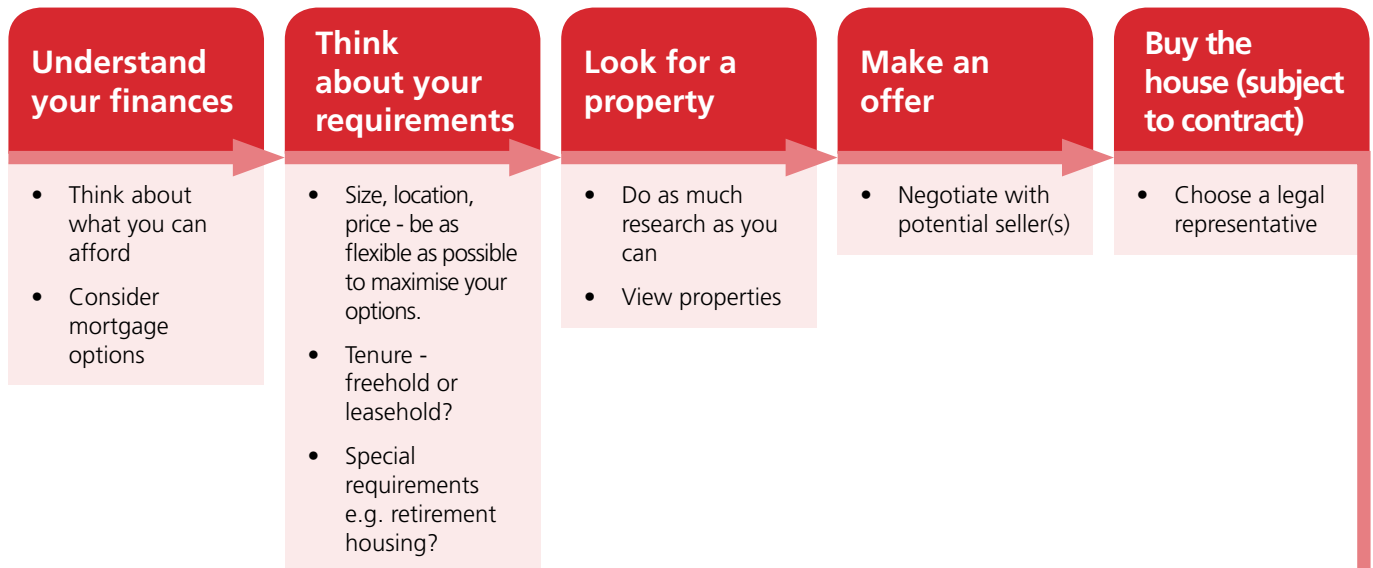 Understand
your finances
• Think about
what you can
afford
• Consider
mortgage
options
Think
about your
requirements
• Size, location,
price - be as
flexible as possible
to maximise your
options.
• Tenure -
freehold or
leasehold?
• Special
requirements
e.g. retirement
housing?
Look for a
property
• Do as much
research as you
can
• View properties
Make an
offer
• Negotiate with
potential seller(s)
Buy the
house (subject
to contract)
• Choose a legal
representative